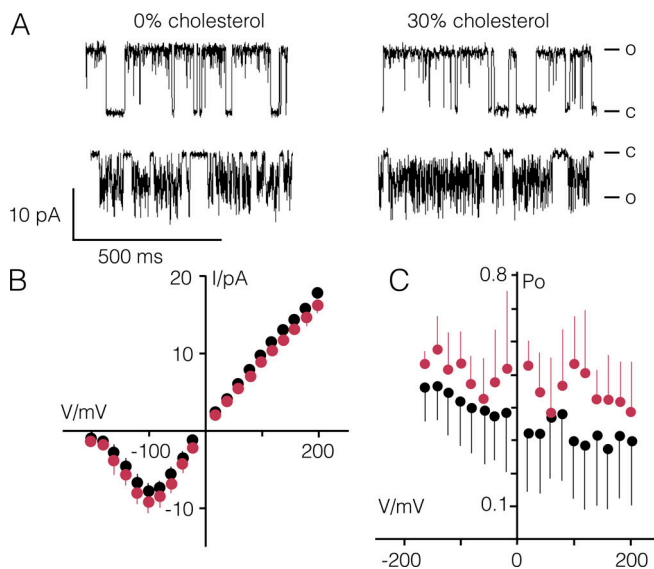 A
0% cholesterol
30% cholesterol
O
C
C
O
10 pA
500 ms
B
20
I/pA
10
V/mV
-100
200
-10
C
0.8
Po
V/mV
0.1
-200
0
200